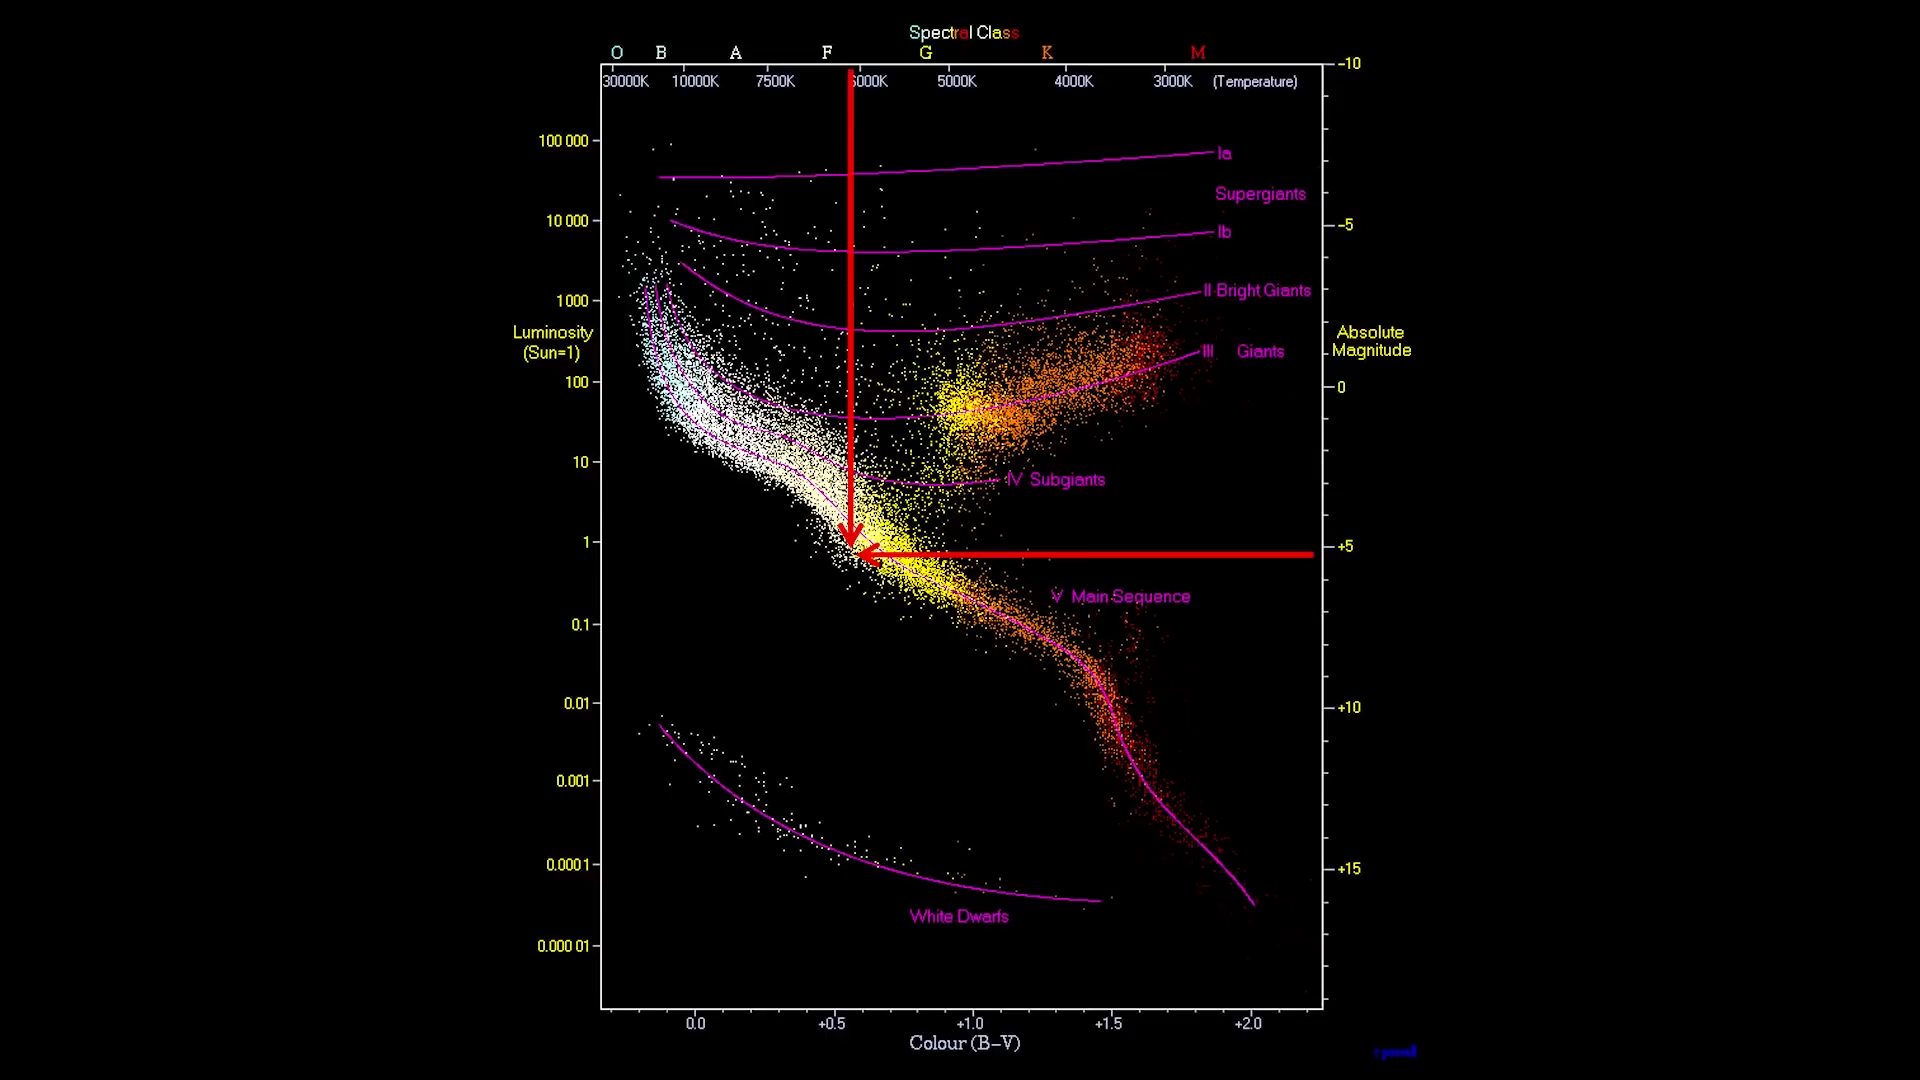 Spectral Class
O B A F G K M
30000K 10000K 7500K 6000K 5000K 4000K 3000K (Temperature)
-10
100 000
Ia
Supergiants
10 000
-5
Ib
1000
II Bright Giants
Luminosity
(Sun=1)
Absolute
Magnitude
III Giants
100
0
10
IV Subgiants
1
+5
V Main Sequence
0.1
0.01
+10
0.001
0.0001
+15
White Dwarfs
0.000 01
0.0 +0.5 +1.0 +1.5 +2.0
Colour (B-V)